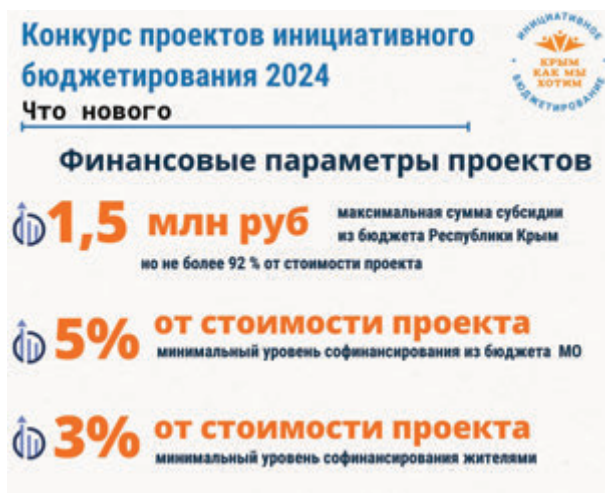 Конкурс проектов инициативного
бюджетирования 2024
Что нового
ИНИЦИАТИВНОЕ
КРЫМ
КАК МЫ
ХОТИМ
БЮДЖЕТИРОВАНИЕ
Финансовые параметры проектов
1,5 млн руб
максимальная сумма субсидии
из бюджета Республики Крым
но не более 92 % от стоимости проекта
5% от стоимости проекта
минимальный уровень софинансирования из бюджета МО
3% от стоимости проекта
минимальный уровень софинансирования жителями